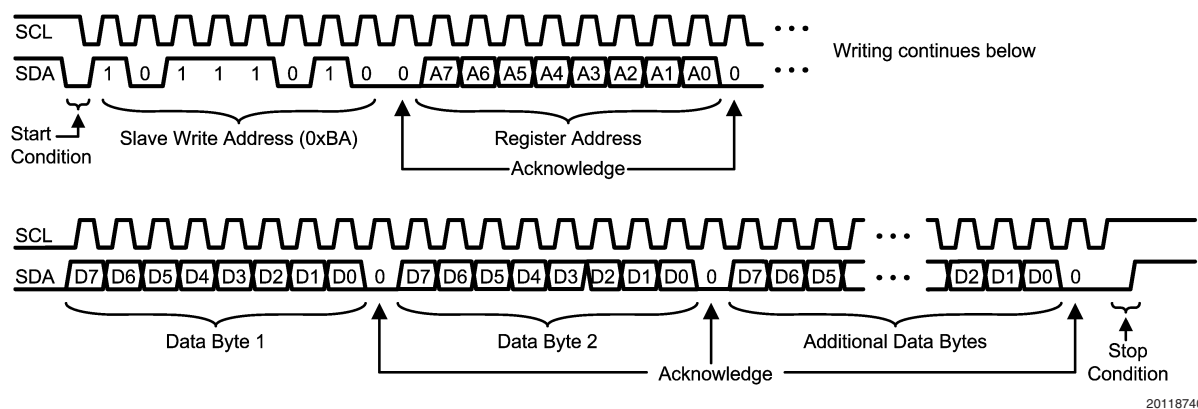 SCL
Writing continues below
SDA 1 0 1 1 1 0 1 0 0 A7 A6 A5 A4 A3 A2 A1 A0 0
Start
Condition
Slave Write Address (0xBA)
Register Address
Acknowledge
SCL
SDA D7 D6 D5 D4 D3 D2 D1 D0 0 D7 D6 D5 D4 D3 D2 D1 D0 0 D7 D6 D5 D2 D1 D0 0
Data Byte 1
Data Byte 2
Additional Data Bytes
Stop
Condition
Acknowledge